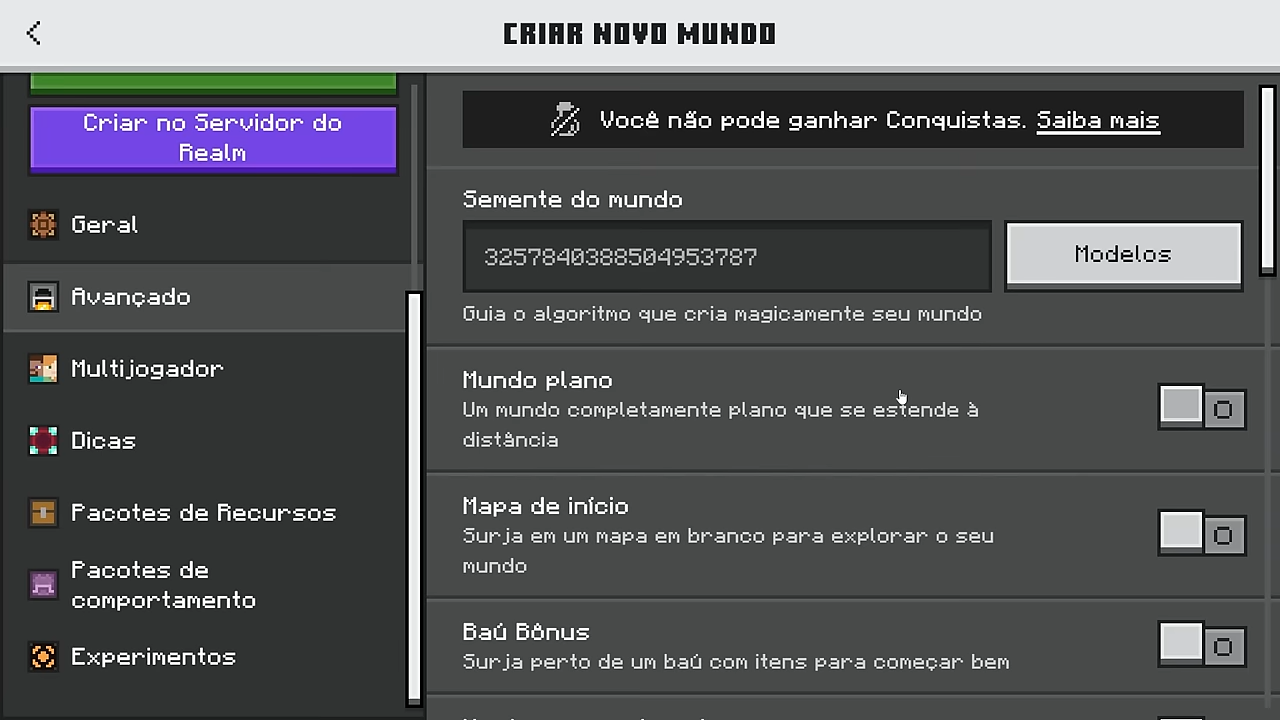 CRIAR NOVO MUNDO
Criar no Servidor do
Realm
Geral
Avançado
Multijogador
Dicas
Pacotes de Recursos
Pacotes de
comportamento
Experimentos
Você não pode ganhar Conquistas. Saiba mais
Semente do mundo
3257840388504953787
Modelos
Guia o algoritmo que cria magicamente seu mundo
Mundo plano
Um mundo completamente plano que se estende à
distância
Mapa de início
Surja em um mapa em branco para explorar o seu
mundo
Baú Bônus
Surja perto de um baú com itens para começar bem